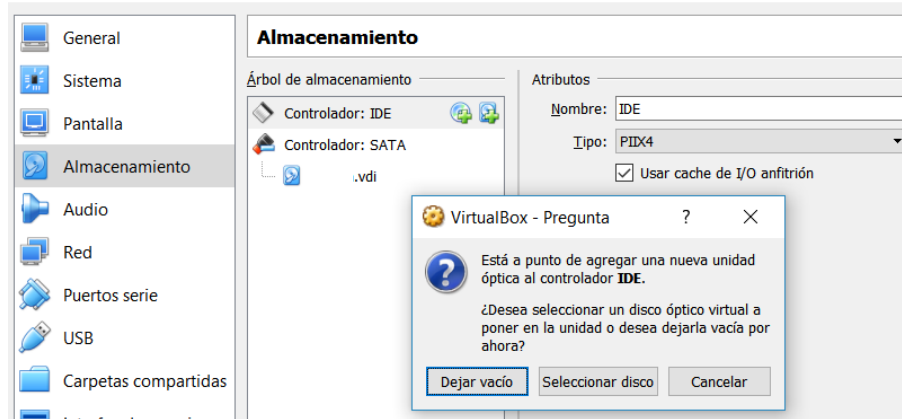 General
Sistema
Pantalla
Almacenamiento
Audio
Red
Puertos serie
USB
Carpetas compartidas
Almacenamiento
Árbol de almacenamiento
Controlador: IDE
Controlador: SATA
.vdi
Atributos
Nombre: IDE
Tipo: PIIX4
Usar cache de I/O anfitrión
VirtualBox - Pregunta
Está a punto de agregar una nueva unidad
óptica al controlador IDE.
¿Desea seleccionar un disco óptico virtual a
poner en la unidad o desea dejarla vacía por
ahora?
Dejar vacío Seleccionar disco Cancelar